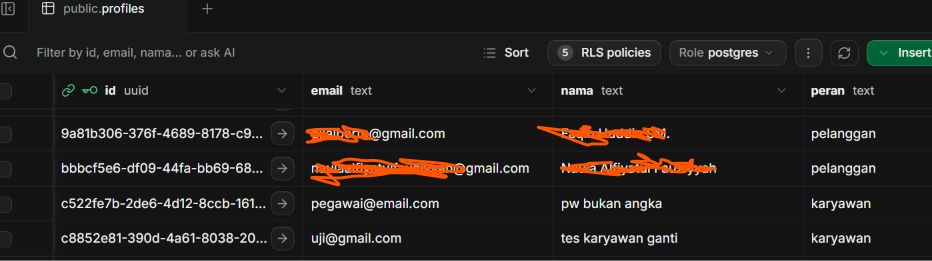 public.profiles
Filter by id, email, nama... or ask AI
Sort
5 RLS policies
Role postgres
Insert
id uuid
email text
nama text
peran text
9a81b306-376f-4689-8178-c9... @gmail.com pelanggan
bbbcf5e6-df09-44fa-bb69-68... @gmail.com pelanggan
c522fe7b-2de6-4d12-8ccb-161... pegawai@email.com pw bukan angka karyawan
c8852e81-390d-4a61-8038-20... uji@gmail.com tes karyawan ganti karyawan